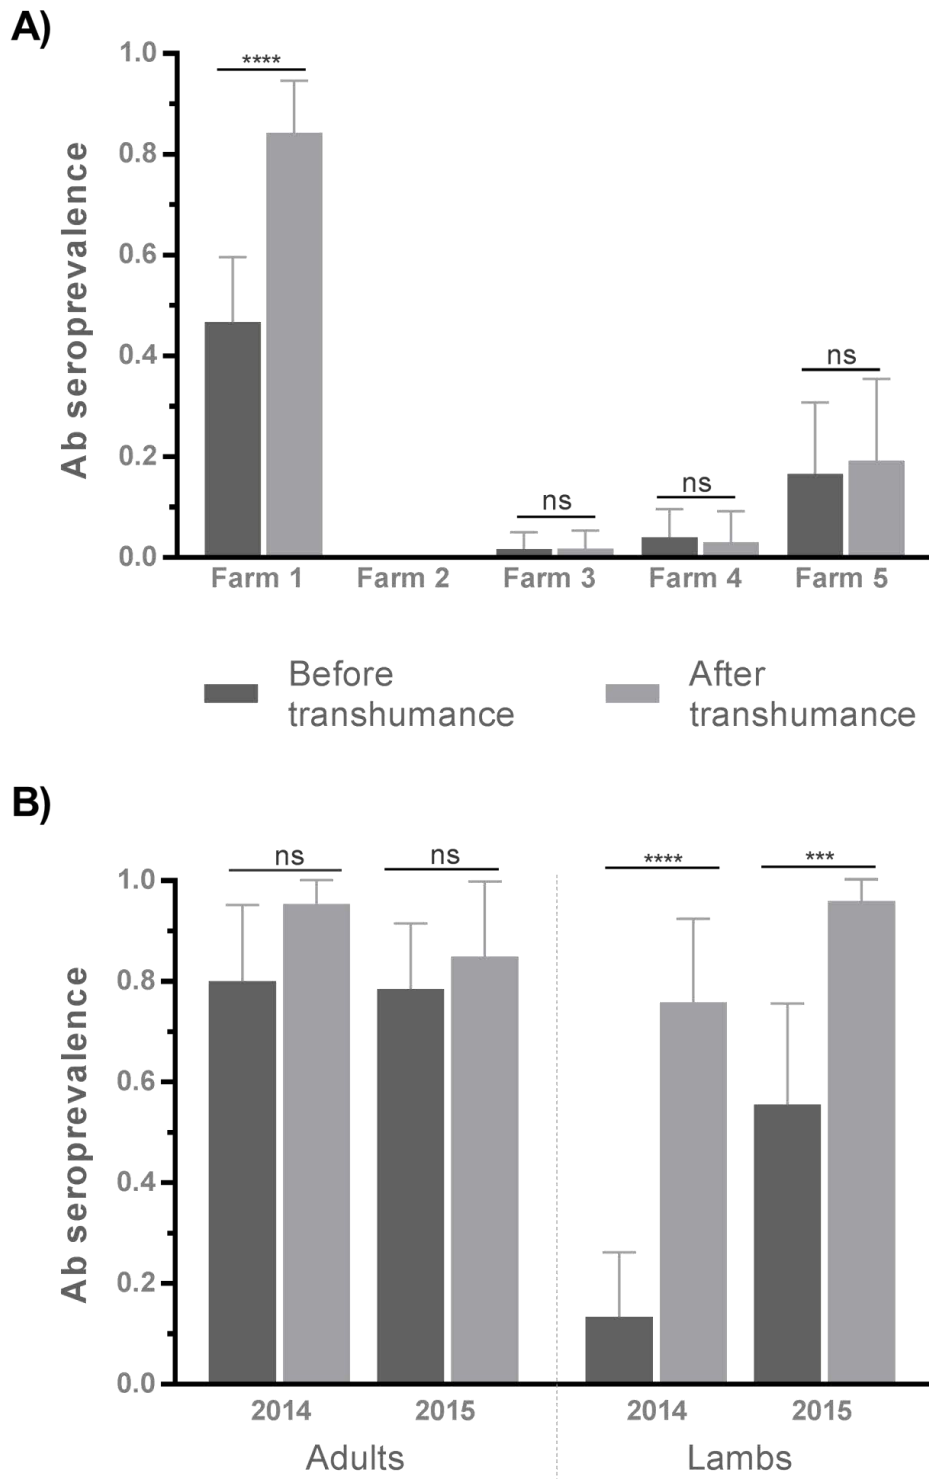 A)
1.0
0.8
0.6
0.4
0.2
0.0
Ab seroprevalence
****
ns
ns
ns
Farm 1 Farm 2 Farm 3 Farm 4 Farm 5
Before transhumance
After transhumance
B)
1.0
0.8
0.6
0.4
0.2
0.0
Ab seroprevalence
ns ns **** ***
2014 2015 2014 2015
Adults Lambs